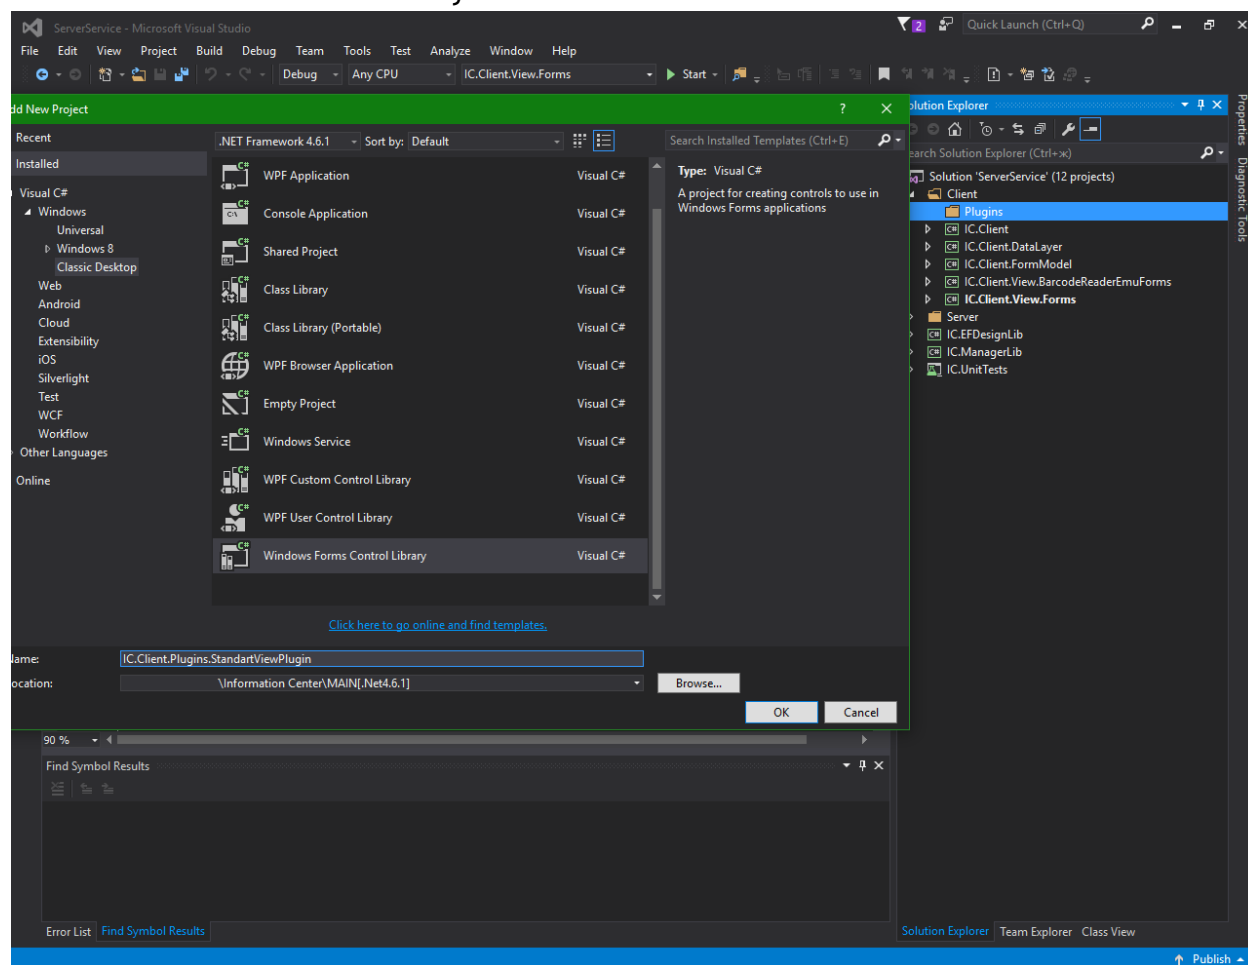 ServerService - Microsoft Visual Studio
2
Quick Launch (Ctrl+Q)
File Edit View Project Build Debug Team Tools Test Analyze Window Help
Debug Any CPU IC.Client.View.Forms Start
dd New Project ?
Recent
.NET Framework 4.6.1 Sort by: Default
Search Installed Templates (Ctrl+E)
Installed
Visual C#
Windows
Universal
Windows 8
Classic Desktop
Web
Android
Cloud
Extensibility
iOS
Silverlight
Test
WCF
Workflow
Other Languages
Online
WPF Application Visual C#
Console Application Visual C#
Shared Project Visual C#
Class Library Visual C#
Class Library (Portable) Visual C#
WPF Browser Application Visual C#
Empty Project Visual C#
Windows Service Visual C#
WPF Custom Control Library Visual C#
WPF User Control Library Visual C#
Windows Forms Control Library Visual C#
Type: Visual C#
A project for creating controls to use in
Windows Forms applications
Click here to go online and find templates.
lame: IC.Client.Plugins.StandartViewPlugin
ocation: \Information Center\MAIN[.Net4.6.1]
Browse...
OK Cancel
olution Explorer
earch Solution Explorer (Ctrl+ж)
Solution 'ServerService' (12 projects)
Client
Plugins
IC.Client
IC.Client.DataLayer
IC.Client.FormModel
IC.Client.View.BarcodeReaderEmuForms
IC.Client.View.Forms
Server
IC.EFDesignLib
IC.ManagerLib
IC.UnitTests
Properties
Diagnostic Tools
90 %
Find Symbol Results
Error List Find Symbol Results
Solution Explorer Team Explorer Class View
Publish